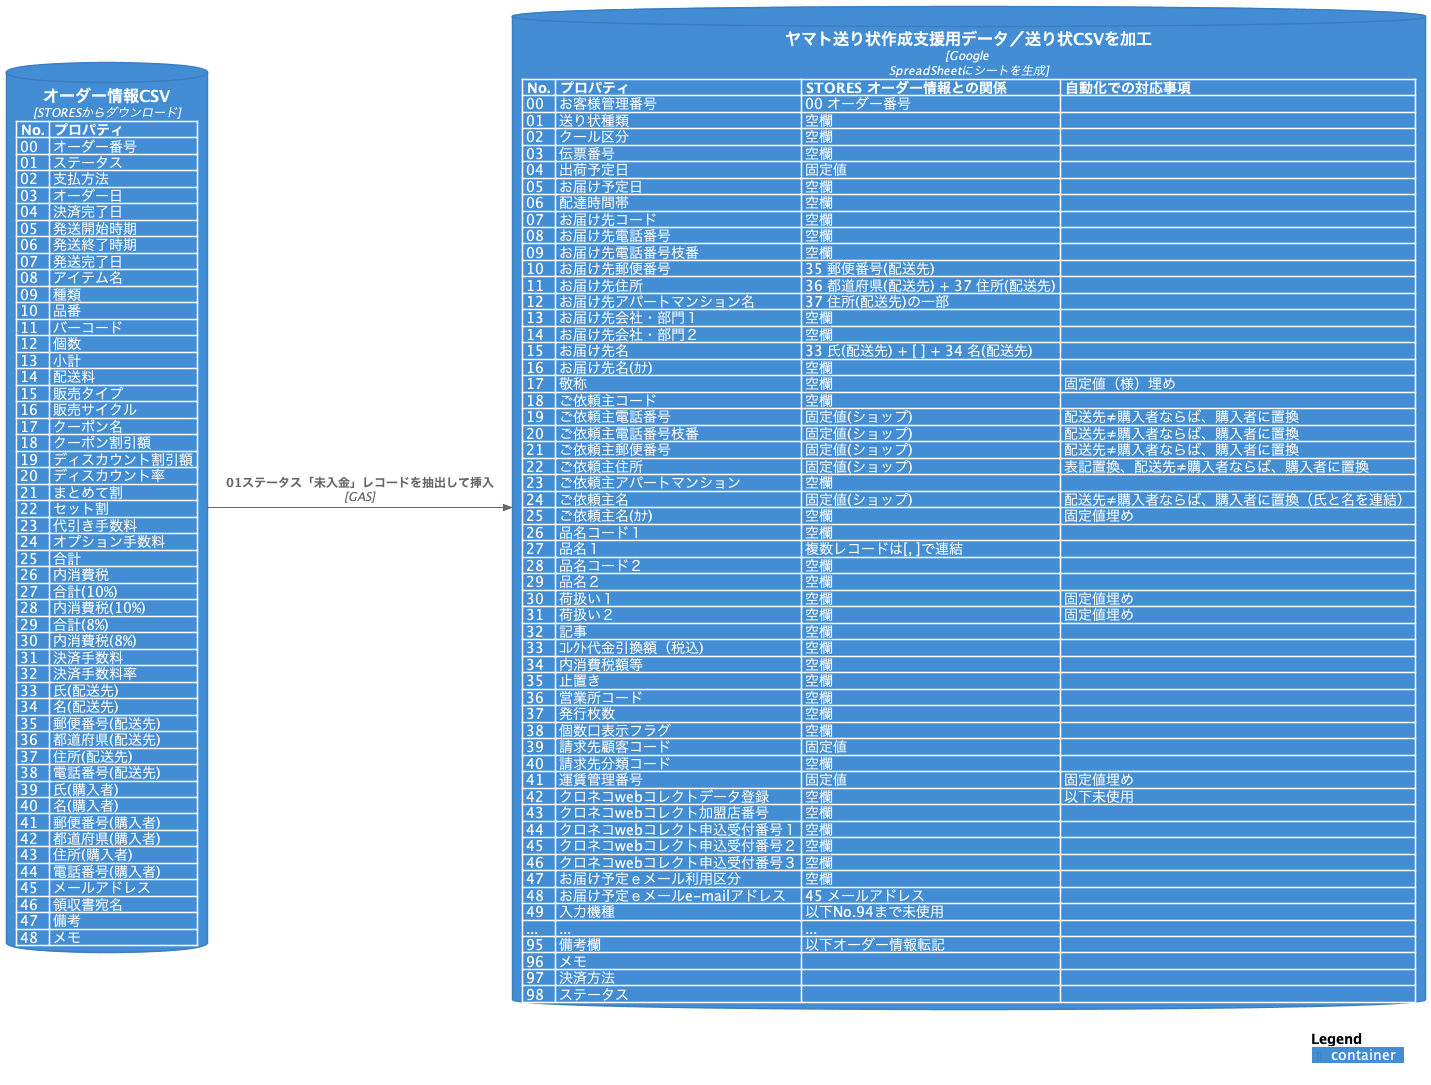 オーダー情報CSV
[STORESからダウンロード]
No. プロパティ
00 オーダー番号
01 ステータス
02 支払方法
03 オーダー日
04 決済完了日
05 発送開始時期
06 発送終了時期
07 発送完了日
08 アイテム名
09 種類
10 品番
11 バーコード
12 個数
13 小計
14 配送料
15 販売タイプ
16 販売サイクル
17 クーポン名
18 クーポン割引額
19 ディスカウント割引額
20 ディスカウント率
21 まとめて割
22 セット割
23 代引き手数料
24 オプション手数料
25 合計
26 内消費税
27 合計(10%)
28 内消費税(10%)
29 合計(8%)
30 内消費税(8%)
31 決済手数料
32 決済手数料率
33 氏(配送先)
34 名(配送先)
35 郵便番号(配送先)
36 都道府県(配送先)
37 住所(配送先)
38 電話番号(配送先)
39 氏(購入者)
40 名(購入者)
41 郵便番号(購入者)
42 都道府県(購入者)
43 住所(購入者)
44 電話番号(購入者)
45 メールアドレス
46 領収書宛名
47 備考
48 メモ
01ステータス「未入金」レコードを抽出して挿入
[GAS]
ヤマト送り状作成支援用データ／送り状CSVを加工
[Google
SpreadSheetにシートを生成]
No. プロパティ STORES オーダー情報との関係 自動化での対応事項
00 お客様管理番号 00 オーダー番号
01 送り状種類 空欄
02 クール区分 空欄
03 伝票番号 空欄
04 出荷予定日 固定値
05 お届け予定日 空欄
06 配達時間帯 空欄
07 お届け先コード 空欄
08 お届け先電話番号 空欄
09 お届け先電話番号枝番 空欄
10 お届け先郵便番号 35 郵便番号(配送先)
11 お届け先住所 36 都道府県(配送先) + 37 住所(配送先)
12 お届け先アパートマンション名 37 住所(配送先)の一部
13 お届け先会社・部門１ 空欄
14 お届け先会社・部門２ 空欄
15 お届け先名 33 氏(配送先) + [ ] + 34 名(配送先)
16 お届け先名(ｶﾅ) 空欄
17 敬称 空欄 固定値（様）埋め
18 ご依頼主コード 空欄
19 ご依頼主電話番号 固定値(ショップ) 配送先≠購入者ならば、購入者に置換
20 ご依頼主電話番号枝番 固定値(ショップ) 配送先≠購入者ならば、購入者に置換
21 ご依頼主郵便番号 固定値(ショップ) 配送先≠購入者ならば、購入者に置換
22 ご依頼主住所 固定値(ショップ) 表記置換、配送先≠購入者ならば、購入者に置換
23 ご依頼主アパートマンション 空欄
24 ご依頼主名 固定値(ショップ) 配送先≠購入者ならば、購入者に置換（氏と名を連結）
25 ご依頼主名(ｶﾅ) 空欄 固定値埋め
26 品名コード１ 空欄
27 品名１ 複数レコードは[, ]で連結
28 品名コード２ 空欄
29 品名２ 空欄
30 荷扱い１ 空欄 固定値埋め
31 荷扱い２ 空欄 固定値埋め
32 記事 空欄
33 ｺﾚｸﾄ代金引換額（税込) 空欄
34 内消費税額等 空欄
35 止置き 空欄
36 営業所コード 空欄
37 発行枚数 空欄
38 個数口表示フラグ 空欄
39 請求先顧客コード 固定値
40 請求先分類コード 空欄
41 運賃管理番号 固定値 固定値埋め
42 クロネコwebコレクトデータ登録 空欄 以下未使用
43 クロネコwebコレクト加盟店番号 空欄
44 クロネコwebコレクト申込受付番号１ 空欄
45 クロネコwebコレクト申込受付番号２ 空欄
46 クロネコwebコレクト申込受付番号３ 空欄
47 お届け予定ｅメール利用区分 空欄
48 お届け予定ｅメールe-mailアドレス 45 メールアドレス
49 入力機種 以下No.94まで未使用
... ... ...
95 備考欄 以下オーダー情報転記
96 メモ
97 決済方法
98 ステータス
Legend
container